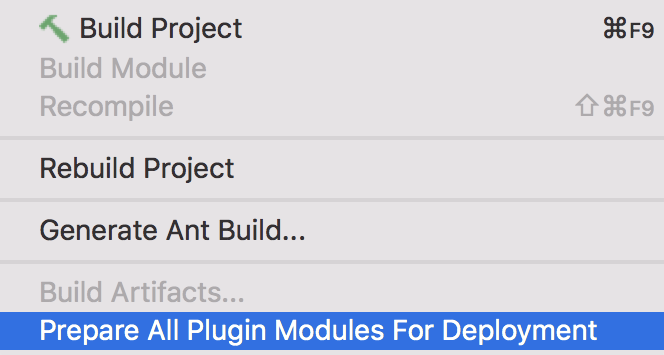 Build Project ⌘F9
Build Module
Recompile ⇧⌘F9
Rebuild Project
Generate Ant Build...
Build Artifacts...
Prepare All Plugin Modules For Deployment